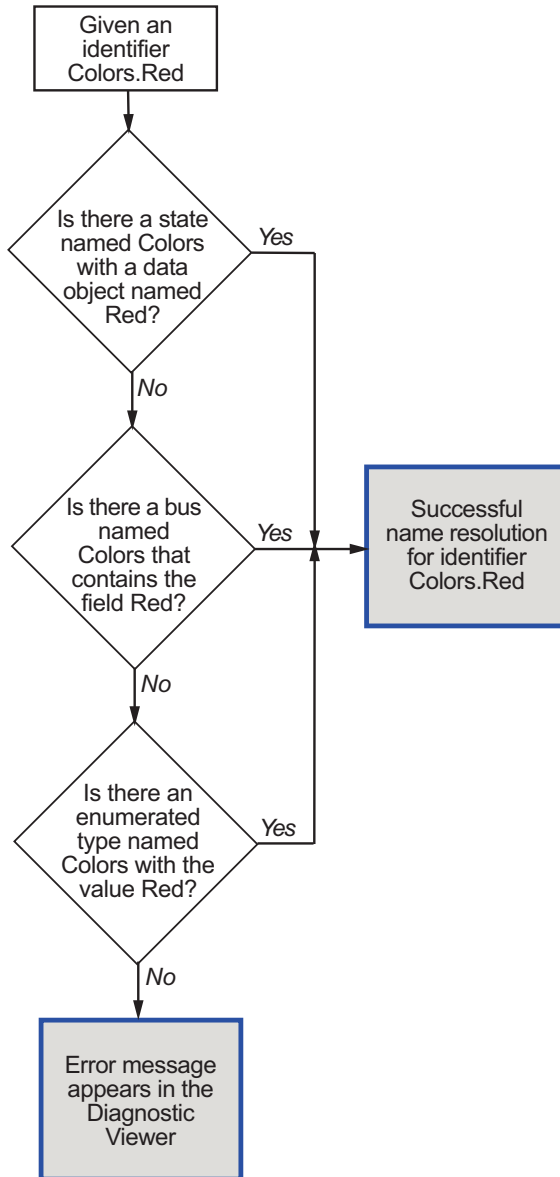 Given an
identifier
Colors.Red
Is there a state
named Colors
with a data
object named
Red?
Yes
No
Is there a bus
named
Colors that
contains the
field Red?
Yes
Successful
name resolution
for identifier
Colors.Red
No
Is there an
enumerated
type named
Colors with the
value Red?
Yes
No
Error message
appears in the
Diagnostic
Viewer